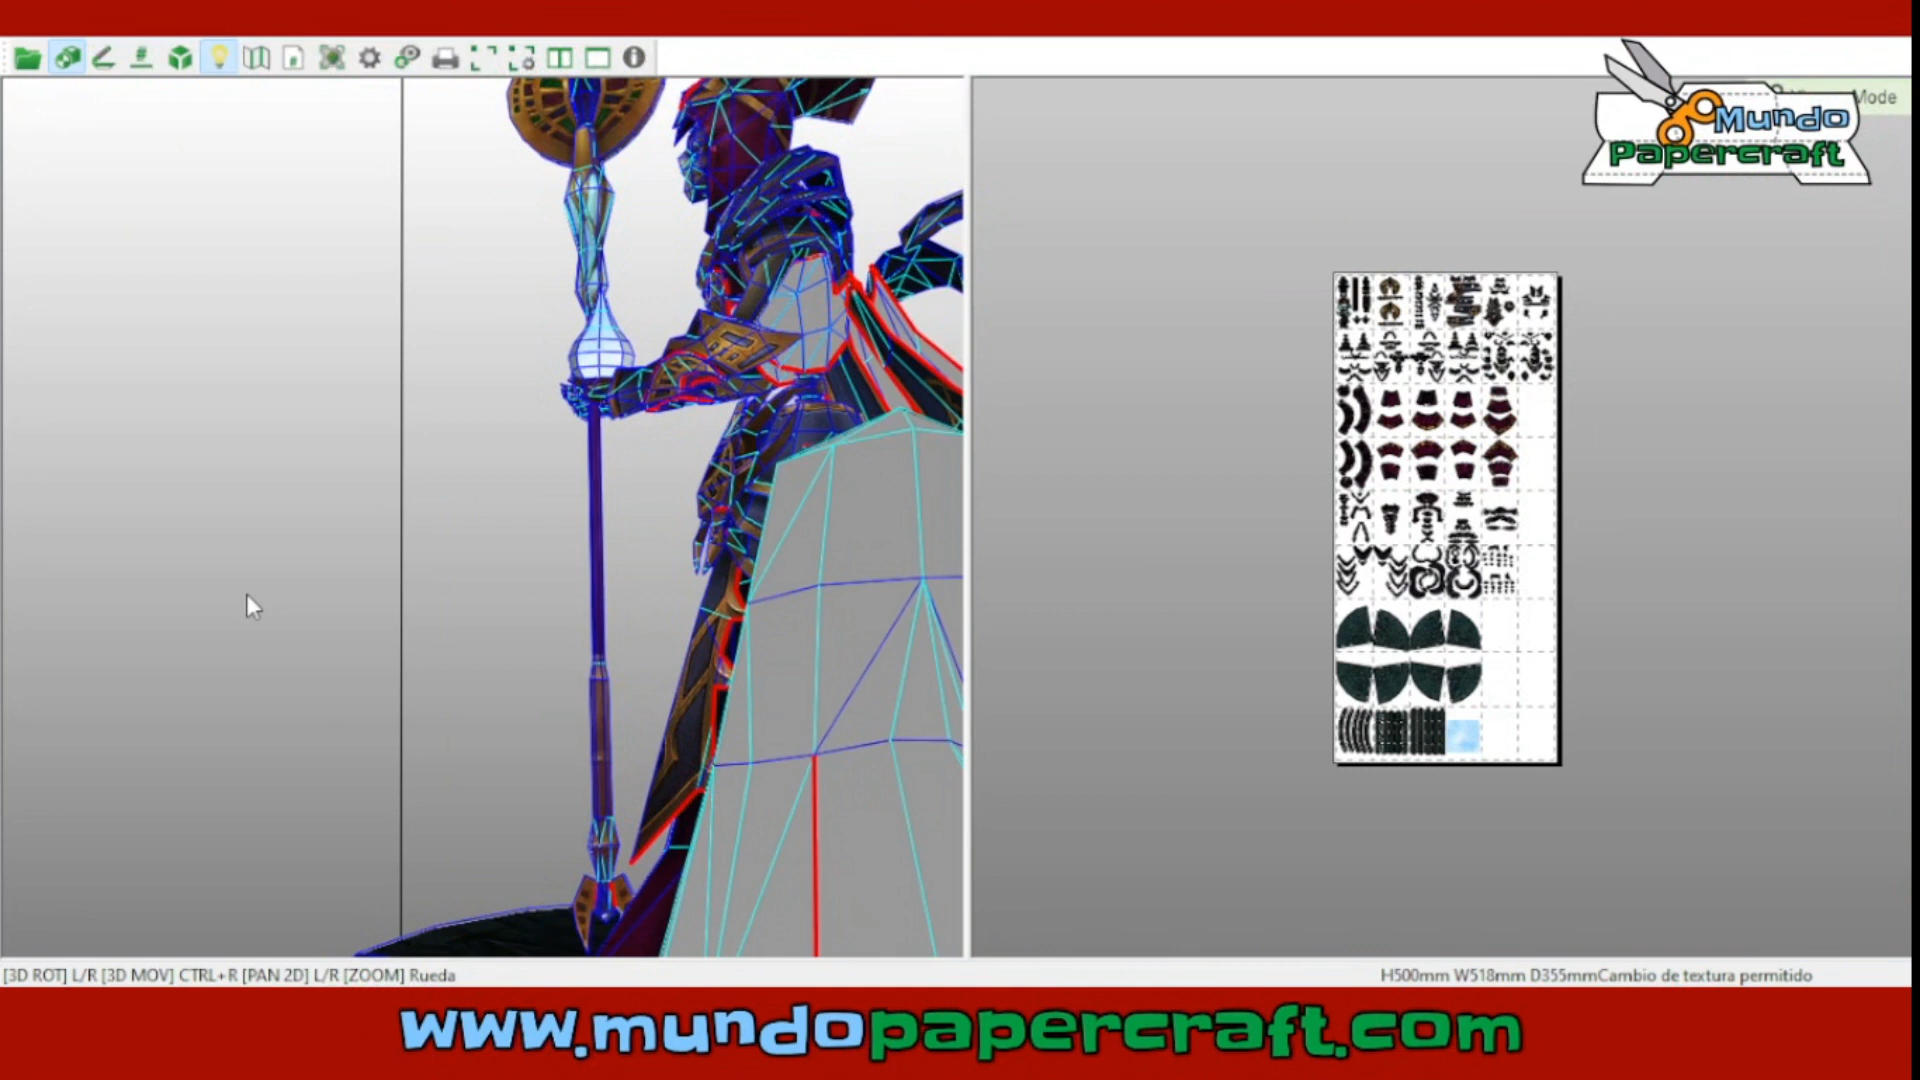 Mode
Mundo
Papercraft
[3D ROT] L/R [3D MOV] CTRL+R [PAN 2D] L/R [ZOOM] Rueda
H500mm W518mm D355mmCambio de textura permitido
www.mundopapercraft.com